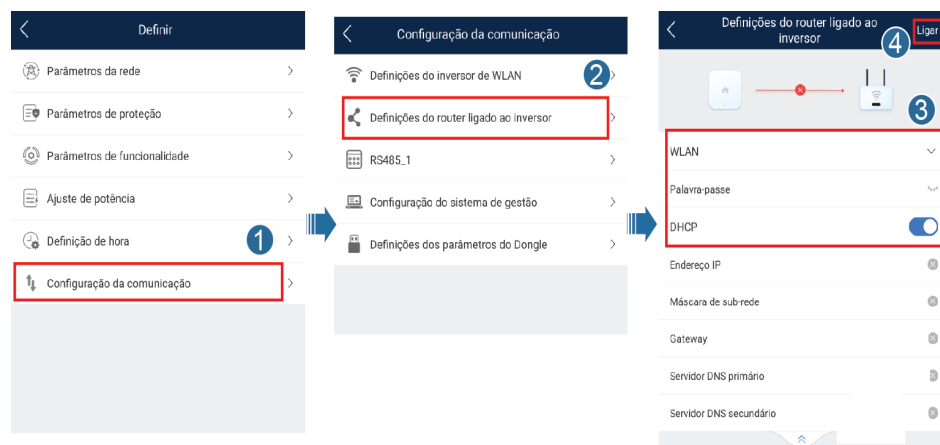 Definir
Parâmetros da rede
Parâmetros de proteção
Parâmetros de funcionalidade
Ajuste de potência
Definição de hora
1
Configuração da comunicação
Configuração da comunicação
Definições do inversor de WLAN
2
Definições do router ligado ao inversor
RS485_1
Configuração do sistema de gestão
Definições dos parâmetros do Dongle
Definições do router ligado ao
inversor
4
Ligar
3
WLAN
Palavra-passe
DHCP
Endereço IP
Máscara de sub-rede
Gateway
Servidor DNS primário
Servidor DNS secundário